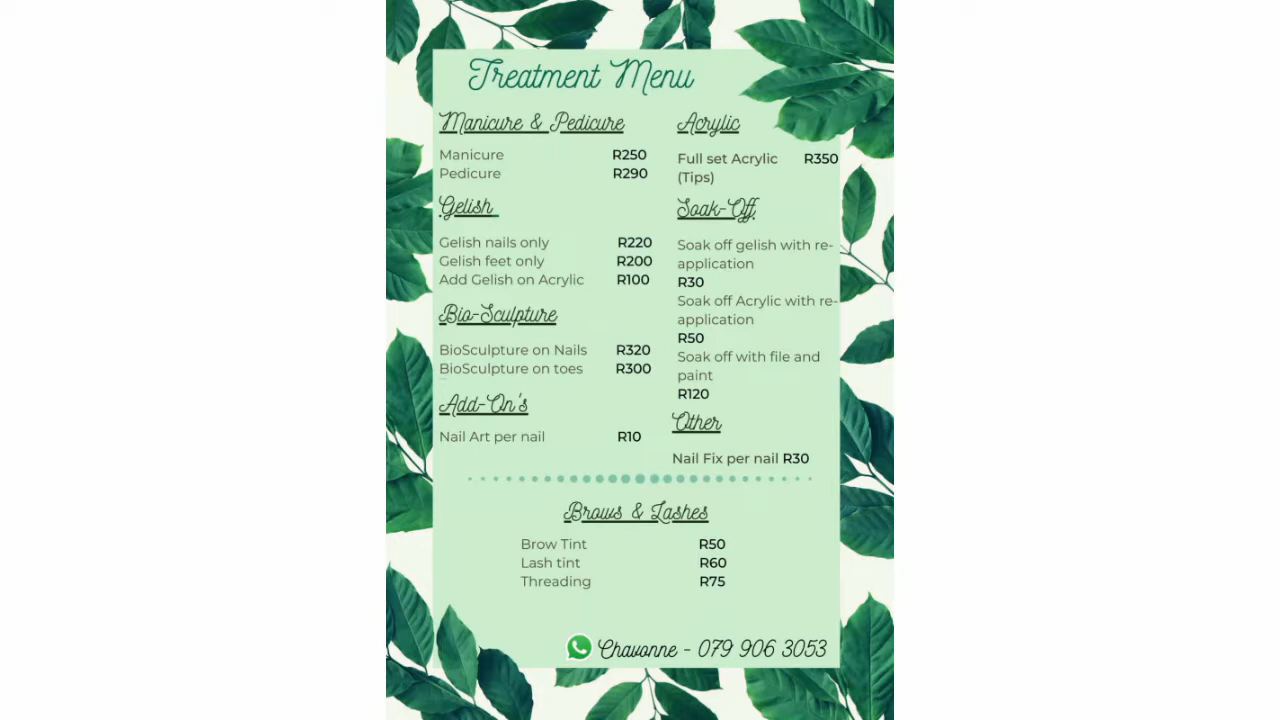 Treatment Menu
Manicure & Pedicure
Manicure R250
Pedicure R290
Gelish
Gelish nails only R220
Gelish feet only R200
Add Gelish on Acrylic R100
Bio-Sculpture
BioSculpture on Nails R320
BioSculpture on toes R300
Add-On's
Nail Art per nail R10
Acrylic
Full set Acrylic R350
(Tips)
Soak-Off
Soak off gelish with re-
application
R30
Soak off Acrylic with re-
application
R50
Soak off with file and
paint
R120
Other
Nail Fix per nail R30
Brows & Lashes
Brow Tint R50
Lash tint R60
Threading R75
Chavonne - 079 906 3053